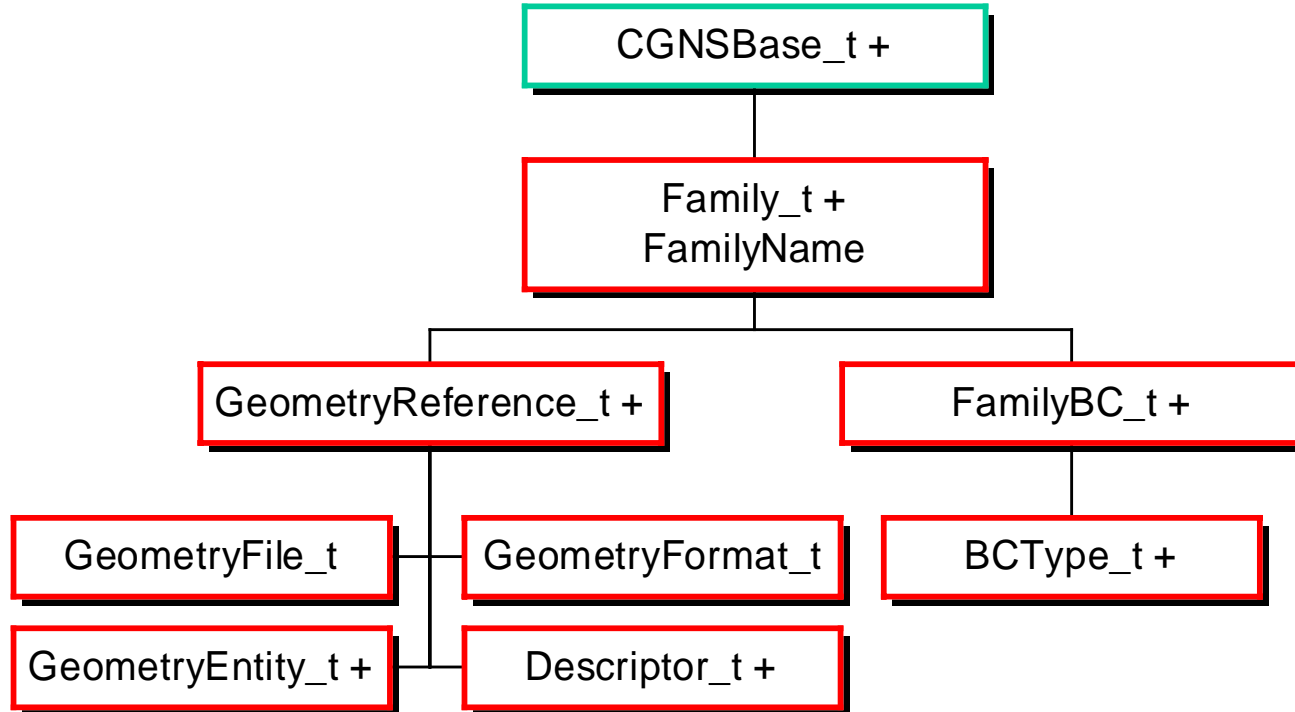 CGNSBase_t +
Family_t +
FamilyName
GeometryReference_t +
FamilyBC_t +
GeometryFile_t
GeometryFormat_t
BCType_t +
GeometryEntity_t +
Descriptor_t +